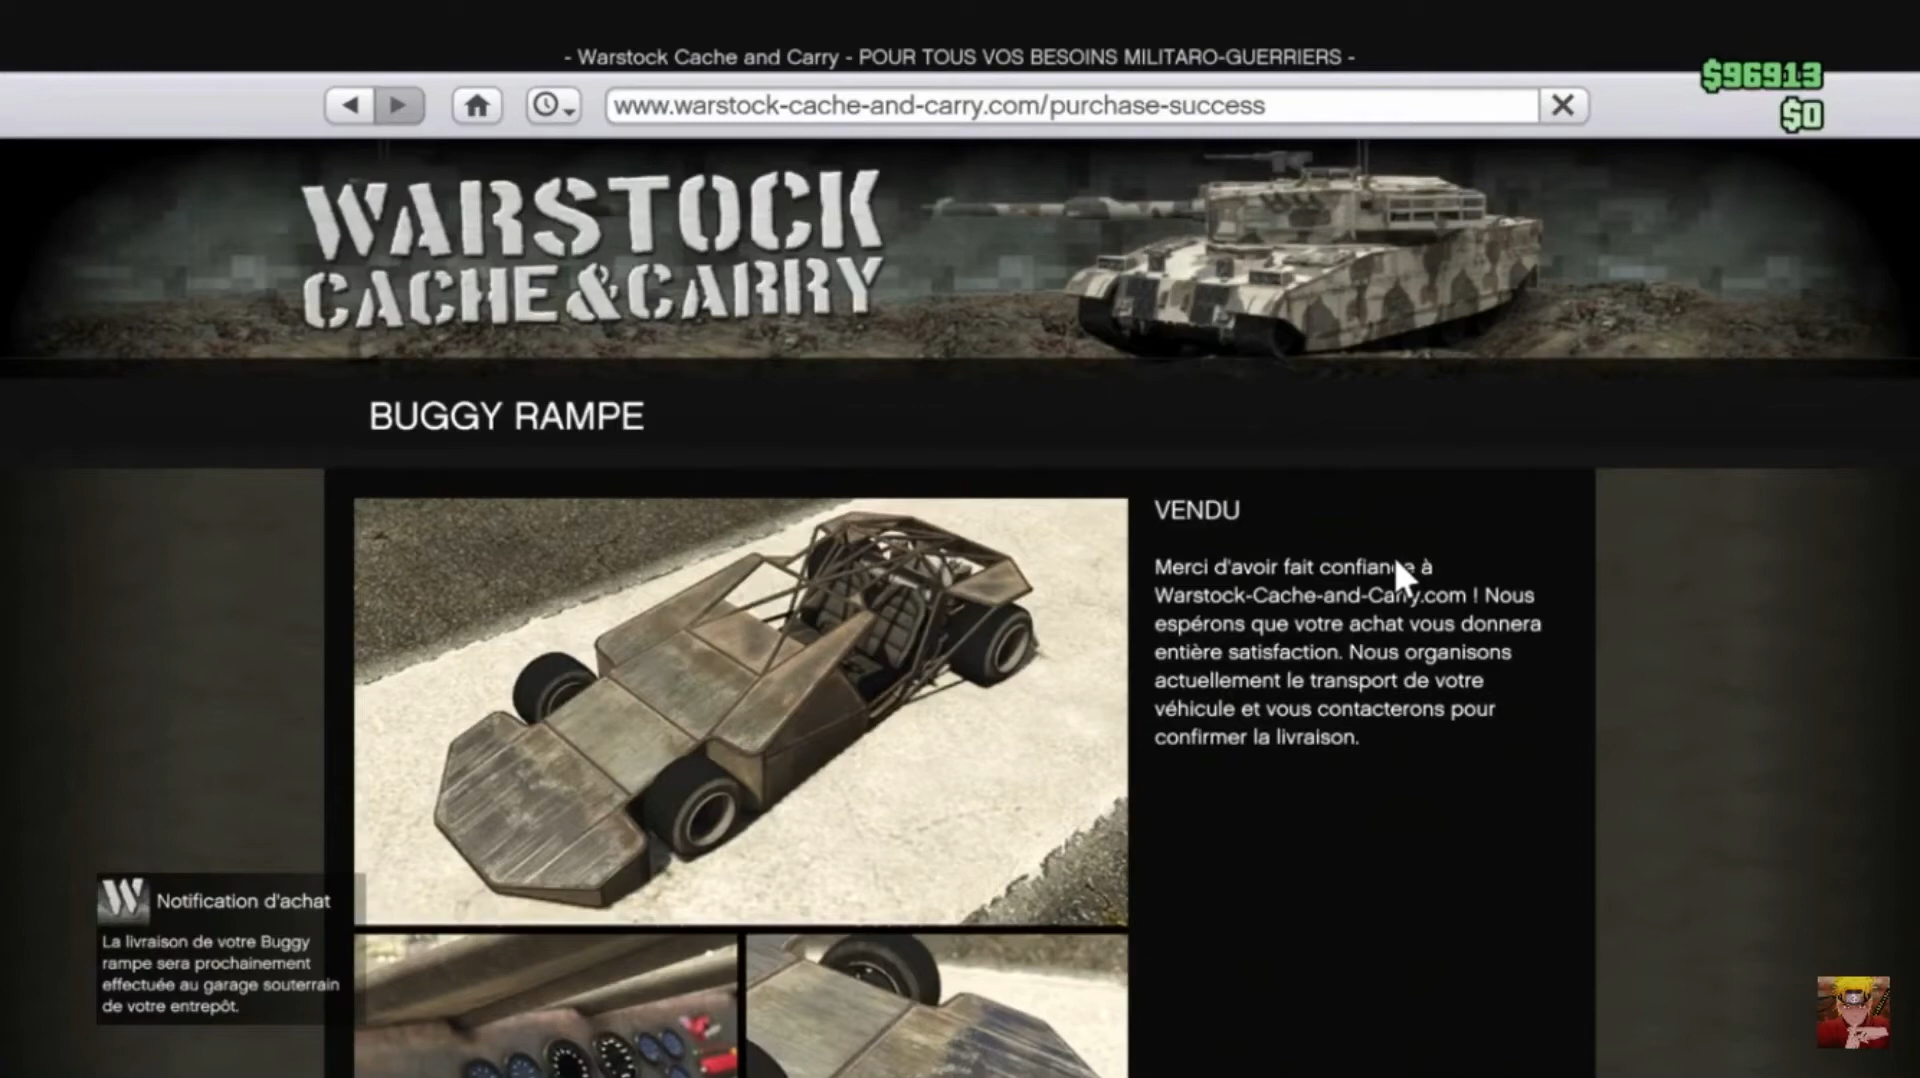 - Warstock Cache and Carry - POUR TOUS VOS BESOINS MILITARO-GUERRIERS -
$96913
www.warstock-cache-and-carry.com/purchase-success
$0
WARSTOCK
CACHE & CARRY
BUGGY RAMPE
VENDU
Merci d'avoir fait confiance à
Warstock-Cache-and-Carry.com ! Nous
espérons que votre achat vous donnera
entière satisfaction. Nous organisons
actuellement le transport de votre
véhicule et vous contacterons pour
confirmer la livraison.
W Notification d'achat
La livraison de votre Buggy
rampe sera prochainement
effectuée au garage souterrain
de votre entrepôt.